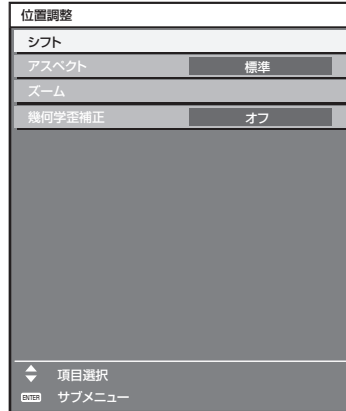 位置調整
シフト
アスペクト 標準
ズーム
幾何学歪補正 オフ
項目選択
ENTER サブメニュー